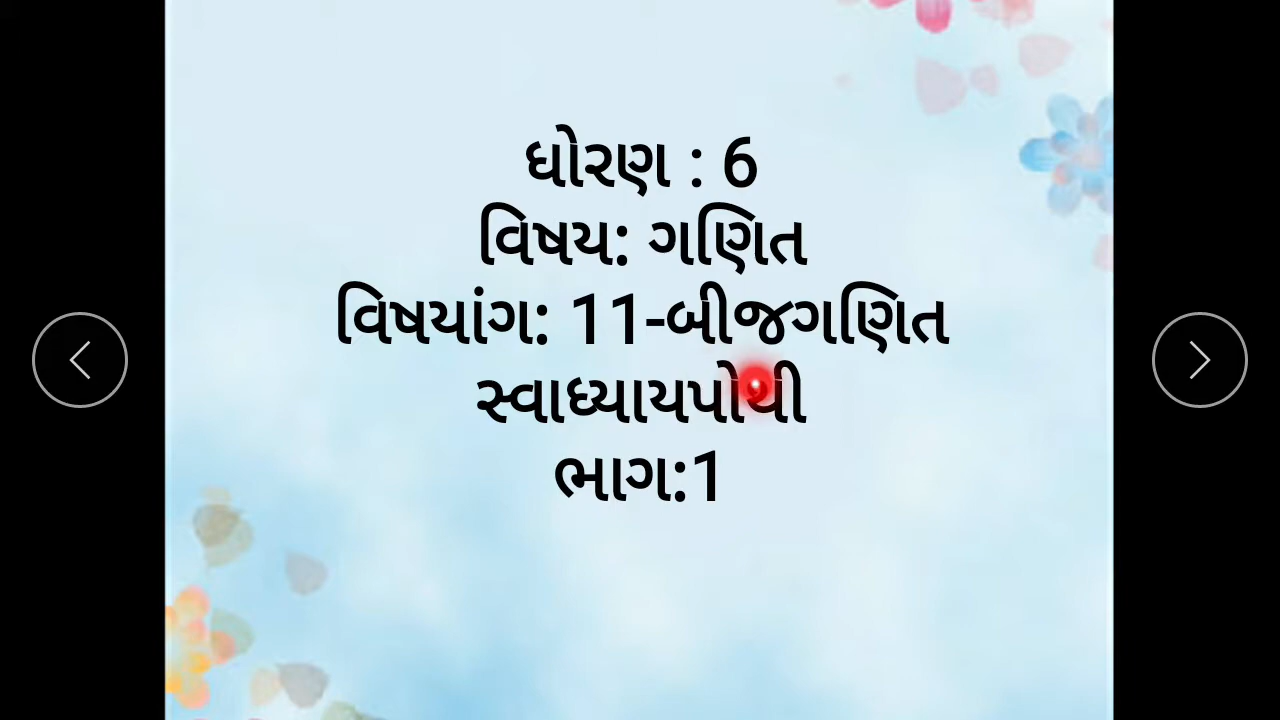 ધોરણ : 6
વિષય: ગણિત
વિષયાંગ: 11-બીજગણિત
સ્વાધ્યાયપોથી
ભાગ:1